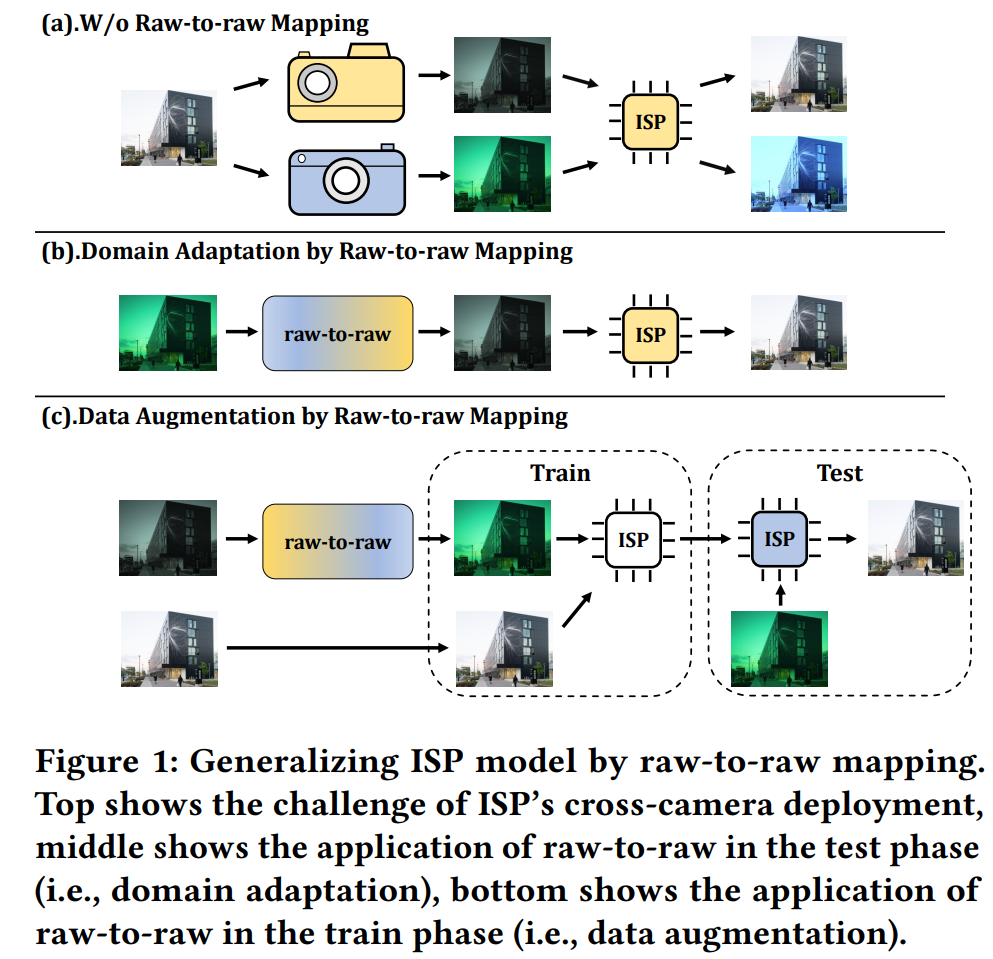 (a).W/o Raw-to-raw Mapping
ISP
(b).Domain Adaptation by Raw-to-raw Mapping
raw-to-raw
ISP
(c).Data Augmentation by Raw-to-raw Mapping
Train
Test
raw-to-raw
ISP
ISP
Figure 1: Generalizing ISP model by raw-to-raw mapping.
Top shows the challenge of ISP's cross-camera deployment,
middle shows the application of raw-to-raw in the test phase
(i.e., domain adaptation), bottom shows the application of
raw-to-raw in the train phase (i.e., data augmentation).